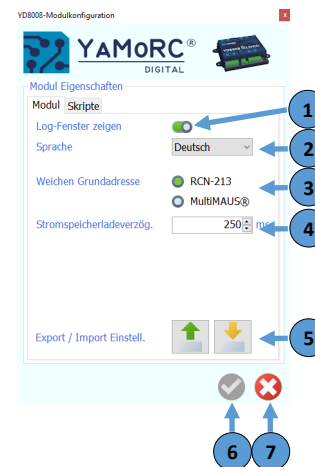 YD8008-Modulkonfiguration x
YAMORC®
DIGITAL
Modul Eigenschaften
Modul Skripte
Log-Fenster zeigen 1
Sprache Deutsch 2
Weichen Grundadresse RCN-213 3
MultiMAUS®
Stromspeicherladeverzög. 250 ms 4
Export / Import Einstell. 5
6 7